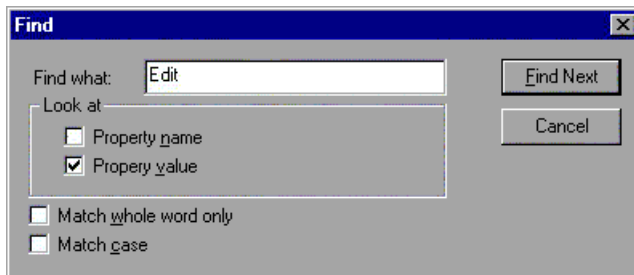 Find
Find what: Edit
Find Next
Look at
Cancel
Property name
Propery value
Match whole word only
Match case